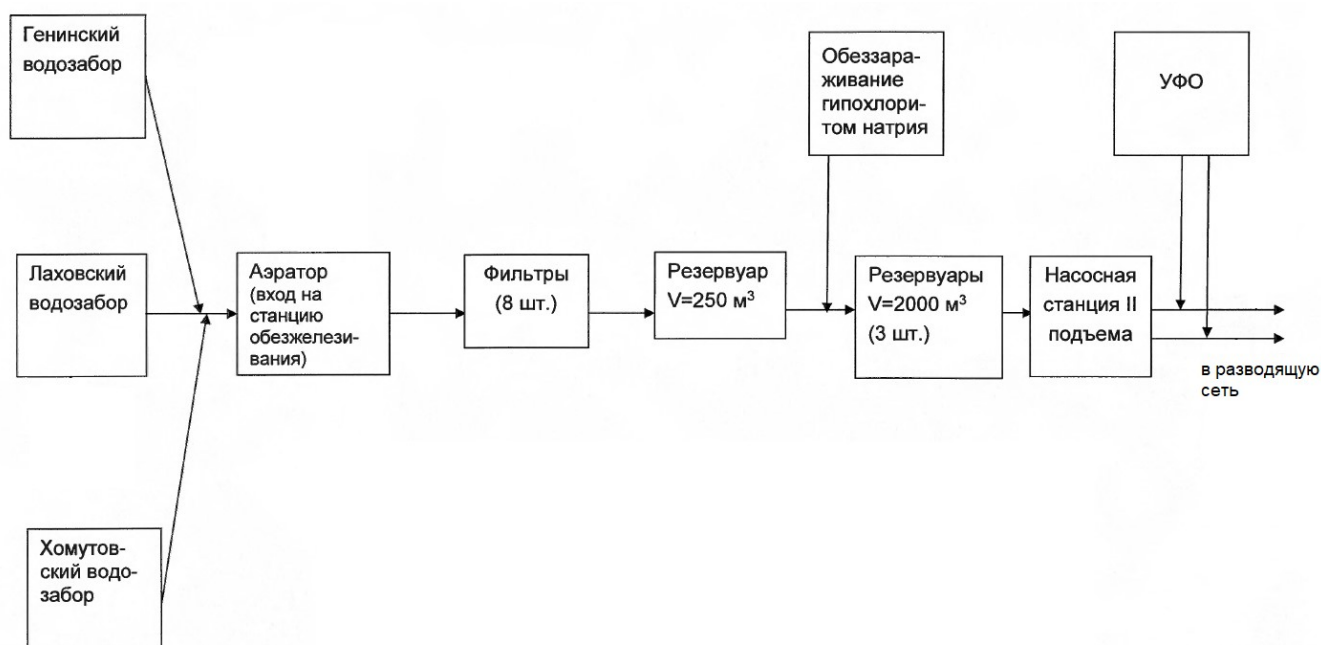 Генинский
водозабор
Обеззара-
живание
гипохлори-
том натрия
УФО
Лаховский
водозабор
Аэратор
(вход на
станцию
обезжелези-
вания)
Фильтры
(8 шт.)
Резервуар
V=250 м³
Резервуары
V=2000 м³
(3 шт.)
Насосная
станция II
подъема
в разводящую
сеть
Хомутов-
ский водо-
забор